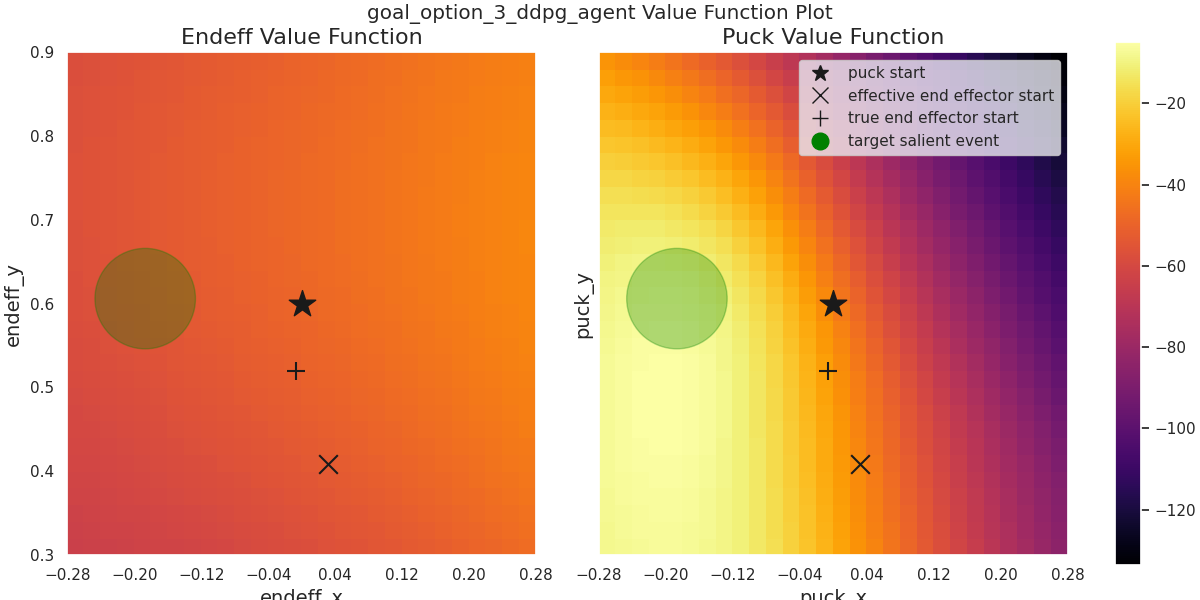 goal_option_3_ddpg_agent Value Function Plot
Endeff Value Function
Puck Value Function
puck start
effective end effector start
true end effector start
target salient event
endeff_y
0.9
0.8
0.7
0.6
0.5
0.4
0.3
puck_y
−20
−40
−60
−80
−100
−120
−0.28 −0.20 −0.12 −0.04 0.04 0.12 0.20 0.28
−0.28 −0.20 −0.12 −0.04 0.04 0.12 0.20 0.28
endeff_x
puck_x